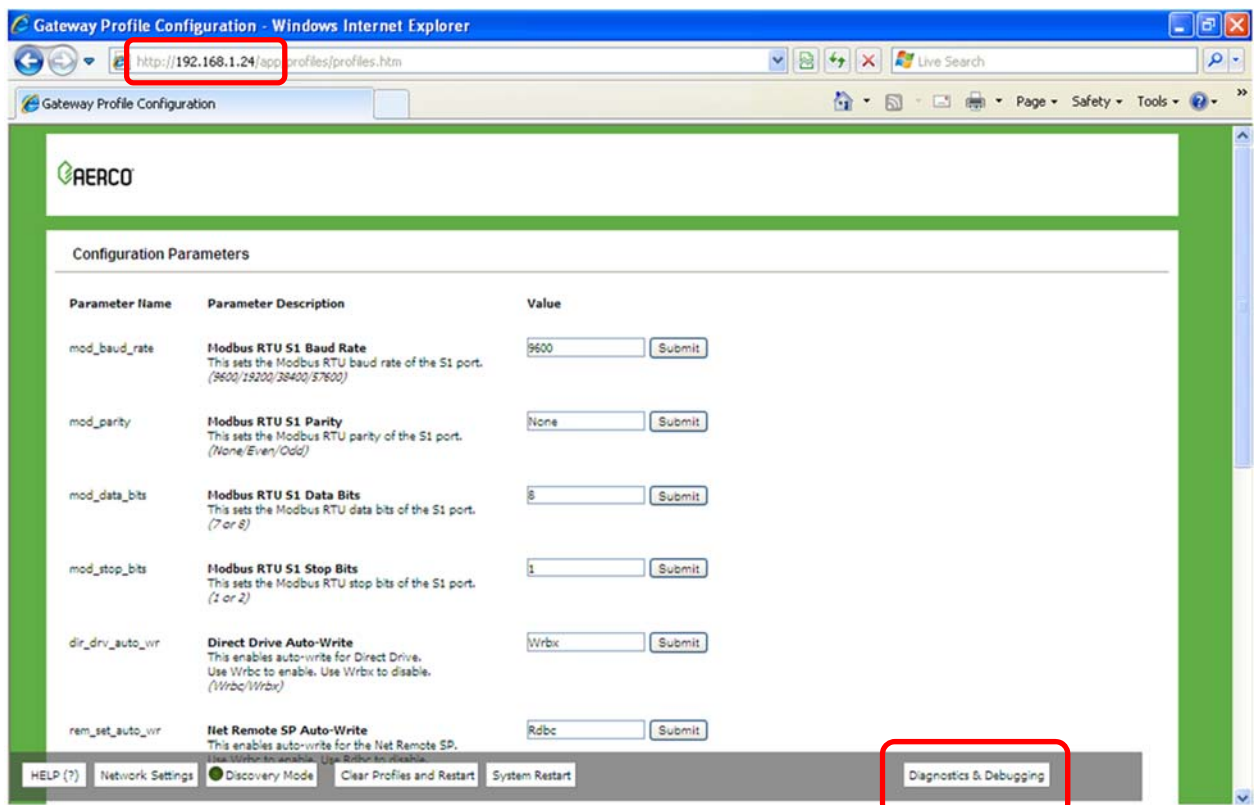 Gateway Profile Configuration - Windows Internet Explorer
http://192.168.1.24/app/profiles/profiles.htm
Live Search
Gateway Profile Configuration
Page Safety Tools
AERCO
Configuration Parameters
Parameter Name Parameter Description Value
mod_baud_rate Modbus RTU S1 Baud Rate 9600 Submit
This sets the Modbus RTU baud rate of the S1 port.
(9600/19200/38400/57600)
mod_parity Modbus RTU S1 Parity None Submit
This sets the Modbus RTU parity of the S1 port.
(None/Even/Odd)
mod_data_bits Modbus RTU S1 Data Bits 8 Submit
This sets the Modbus RTU data bits of the S1 port.
(7 or 8)
mod_stop_bits Modbus RTU S1 Stop Bits 1 Submit
This sets the Modbus RTU stop bits of the S1 port.
(1 or 2)
dir_drv_auto_wr Direct Drive Auto-Write Wrbx Submit
This enables auto-write for Direct Drive.
Use Wrbc to enable. Use Wrbx to disable.
(Wrbc/Wrbx)
rem_set_auto_wr Net Remote SP Auto-Write Rdbc Submit
This enables auto-write for the Net Remote SP.
Use Wrbc to enable. Use Rdbc to disable.
HELP (?) Network Settings Discovery Mode Clear Profiles and Restart System Restart Diagnostics & Debugging